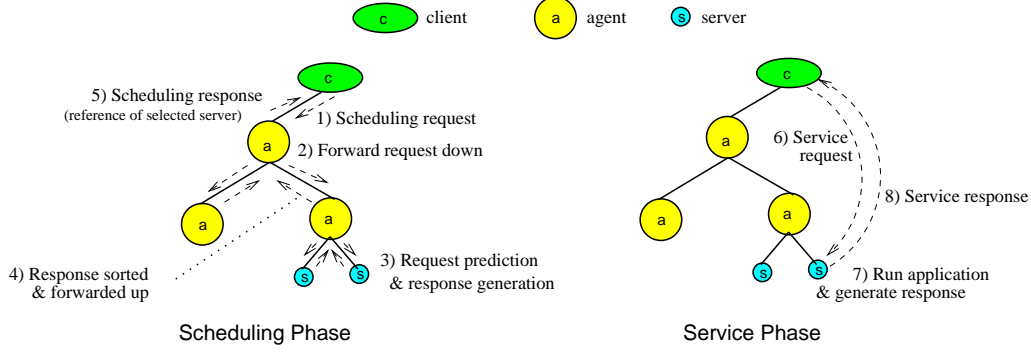 c client a agent s server
c
5) Scheduling response
(reference of selected server)
1) Scheduling request
a
2) Forward request down
a
a
4) Response sorted
& forwarded up
s
s
3) Request prediction
& response generation
Scheduling Phase
c
a
6) Service
request
a
a
8) Service response
s
s
7) Run application
& generate response
Service Phase